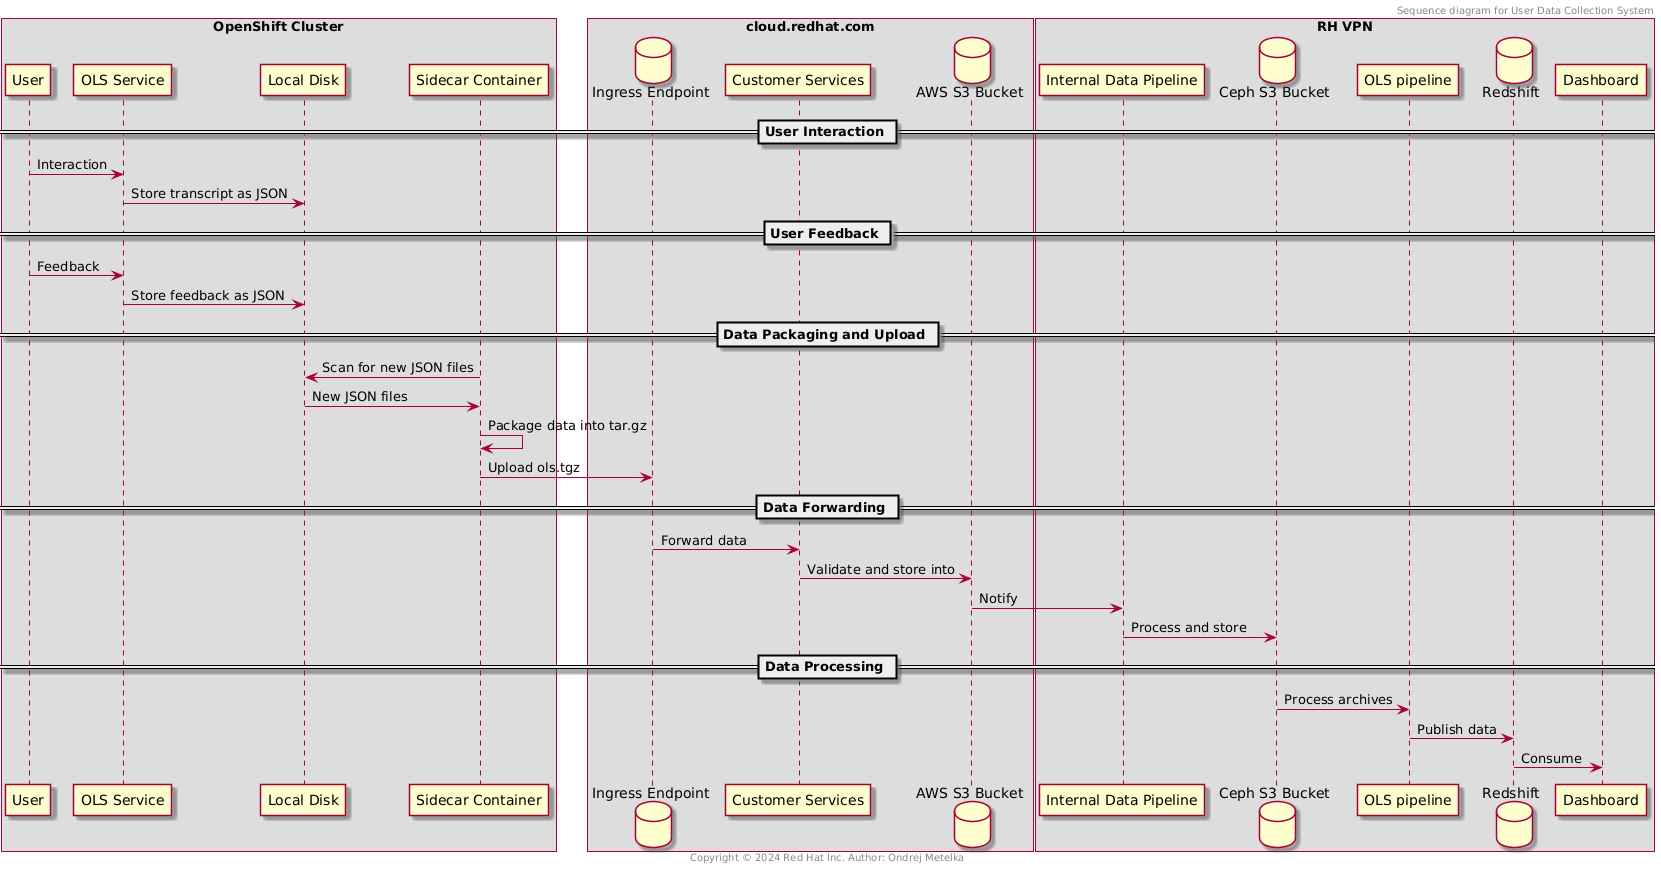 Sequence diagram for User Data Collection System
OpenShift Cluster
cloud.redhat.com
RH VPN
User
OLS Service
Local Disk
Sidecar Container
Ingress Endpoint
Customer Services
AWS S3 Bucket
Internal Data Pipeline
Ceph S3 Bucket
OLS pipeline
Redshift
Dashboard
User Interaction
Interaction
Store transcript as JSON
User Feedback
Feedback
Store feedback as JSON
Data Packaging and Upload
Scan for new JSON files
New JSON files
Package data into tar.gz
Upload ols.tgz
Data Forwarding
Forward data
Validate and store into
Notify
Process and store
Data Processing
Process archives
Publish data
Consume
User
OLS Service
Local Disk
Sidecar Container
Ingress Endpoint
Customer Services
AWS S3 Bucket
Internal Data Pipeline
Ceph S3 Bucket
OLS pipeline
Redshift
Dashboard
Copyright © 2024 Red Hat Inc. Author: Ondrej Metelka